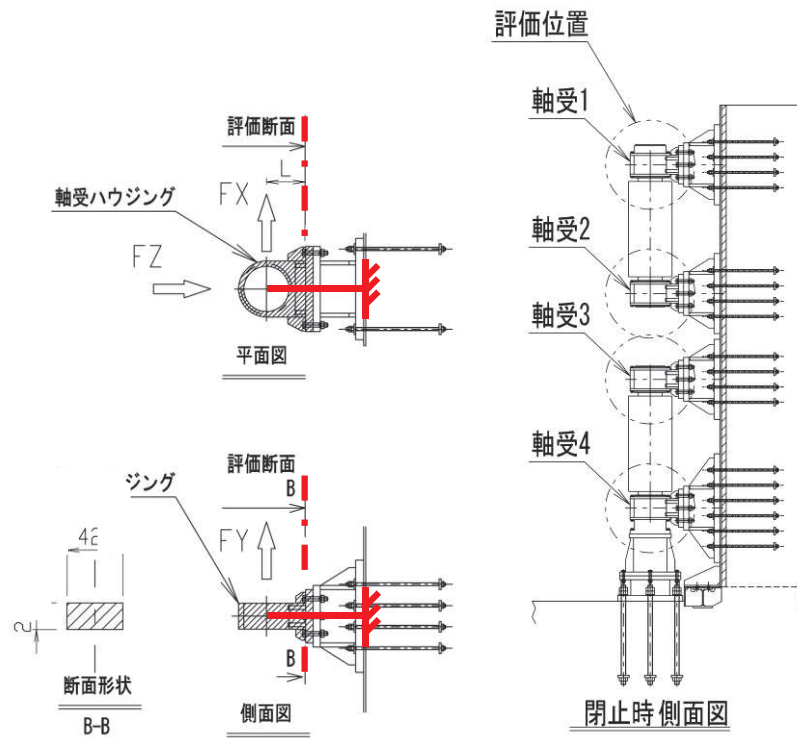 評価断面
L
軸受ハウジング
FX
FZ
平面図
評価断面
B
ジング
FY
42
2
B
断面形状
B-B
側面図
評価位置
軸受1
軸受2
軸受3
軸受4
閉止時側面図